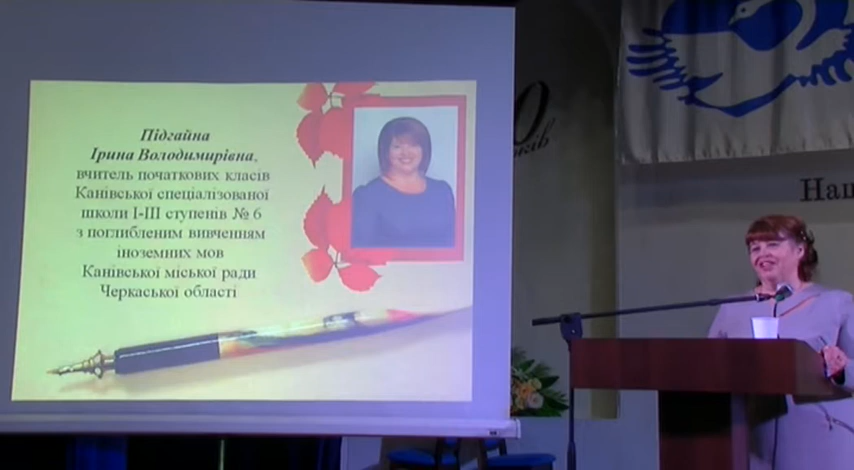 Підгайна
Ірина Володимирівна,
вчитель початкових класів
Канівської спеціалізованої
школи І-ІІІ ступенів № 6
з поглибленим вивченням
іноземних мов
Канівської міської ради
Черкаської області